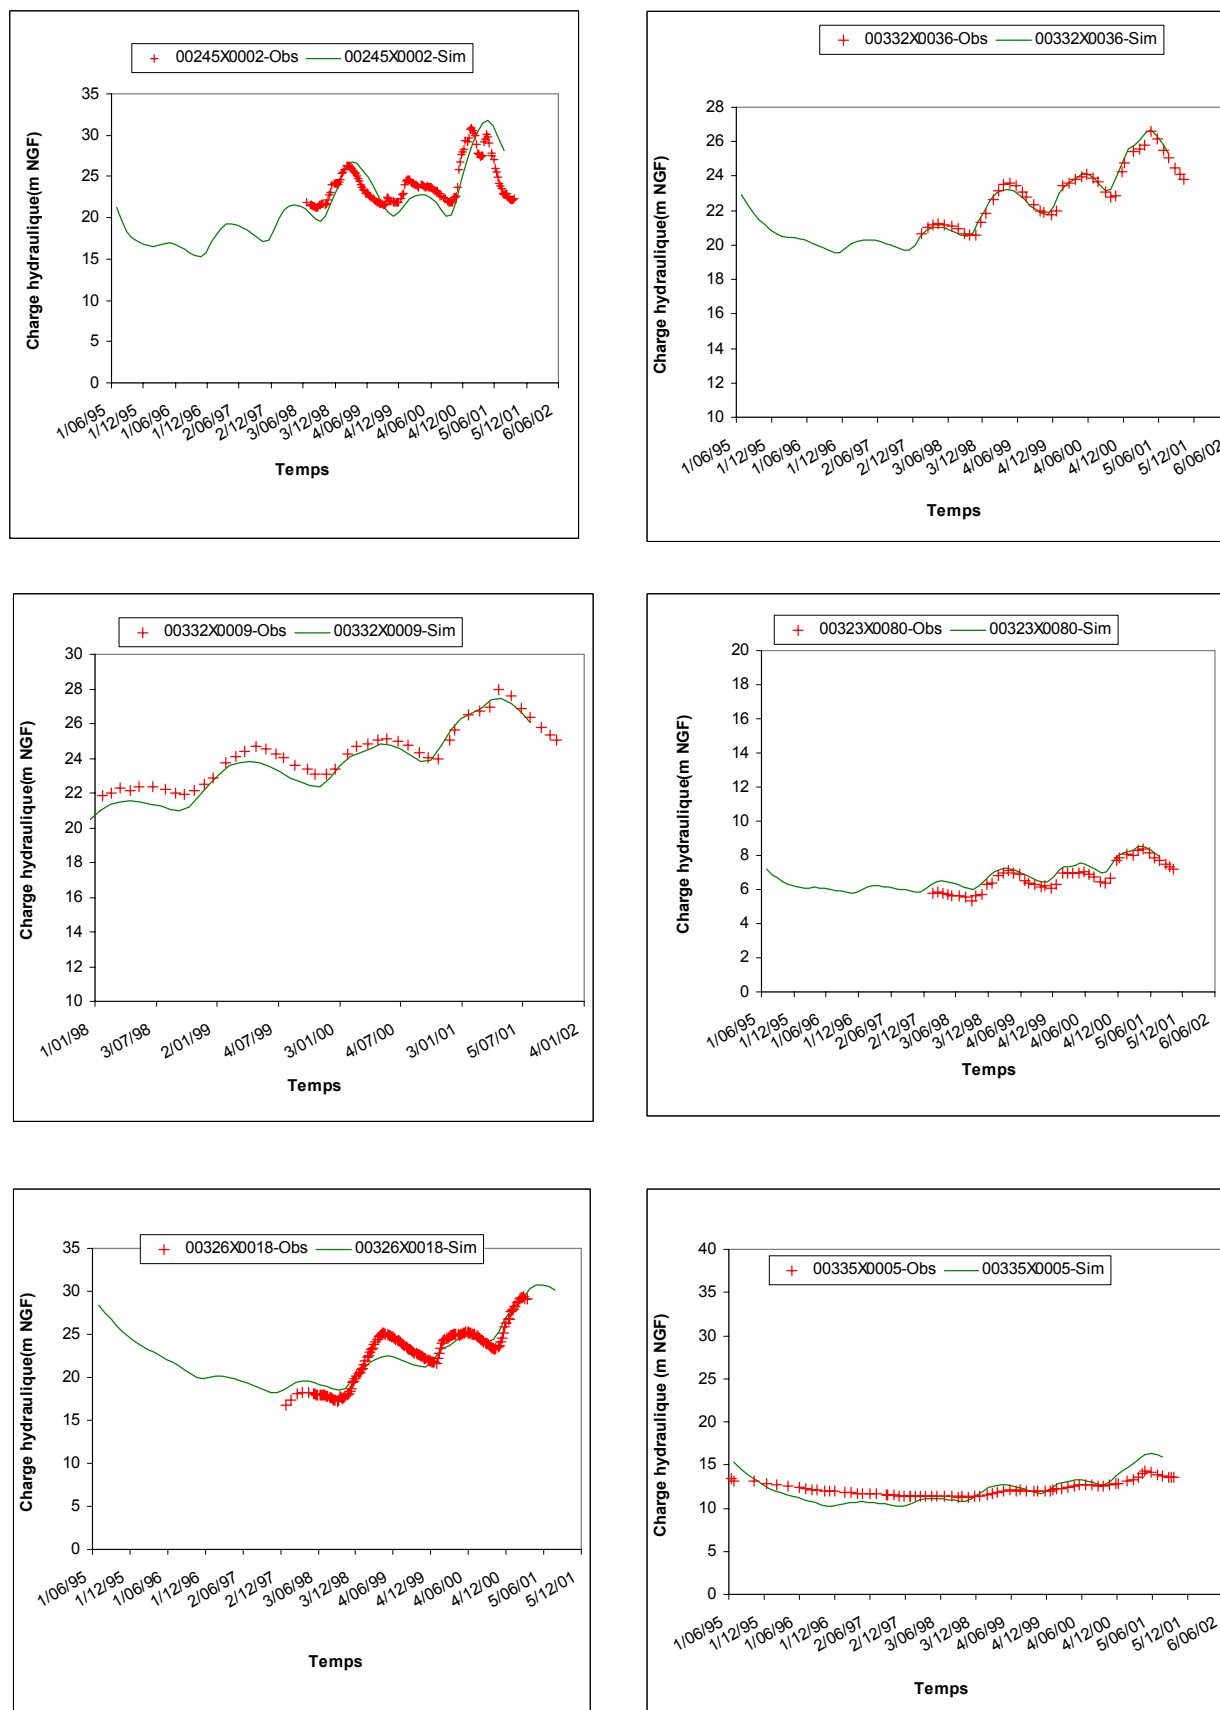 00245X0002-Obs 00245X0002-Sim
Charge hydraulique(m NGF)
35
30
25
20
15
10
5
0
1/06/95 1/12/95 1/06/96 1/12/96 2/06/97 2/12/97 3/06/98 3/12/98 4/06/99 4/12/99 4/06/00 4/12/00 5/06/01 5/12/01 6/06/02
Temps
00332X0036-Obs 00332X0036-Sim
Charge hydraulique(m NGF)
28
26
24
22
20
18
16
14
12
10
1/06/95 1/12/95 1/06/96 1/12/96 2/06/97 2/12/97 3/06/98 3/12/98 4/06/99 4/12/99 4/06/00 4/12/00 5/06/01 5/12/01 6/06/02
Temps
00332X0009-Obs 00332X0009-Sim
Charge hydraulique(m NGF)
30
28
26
24
22
20
18
16
14
12
10
1/01/98 3/07/98 2/01/99 4/07/99 3/01/00 4/07/00 3/01/01 5/07/01 4/01/02
Temps
00323X0080-Obs 00323X0080-Sim
Charge hydraulique(m NGF)
20
18
16
14
12
10
8
6
4
2
0
1/06/95 1/12/95 1/06/96 1/12/96 2/06/97 2/12/97 3/06/98 3/12/98 4/06/99 4/12/99 4/06/00 4/12/00 5/06/01 5/12/01 6/06/02
Temps
00326X0018-Obs 00326X0018-Sim
Charge hydraulique(m NGF)
35
30
25
20
15
10
5
0
1/06/95 1/12/95 1/06/96 1/12/96 2/06/97 2/12/97 3/06/98 3/12/98 4/06/99 4/12/99 4/06/00 4/12/00 5/06/01 5/12/01
Temps
00335X0005-Obs 00335X0005-Sim
Charge hydraulique (m NGF)
40
35
30
25
20
15
10
5
0
1/06/95 1/12/95 1/06/96 1/12/96 2/06/97 2/12/97 3/06/98 3/12/98 4/06/99 4/12/99 4/06/00 4/12/00 5/06/01 5/12/01 6/06/02
Temps